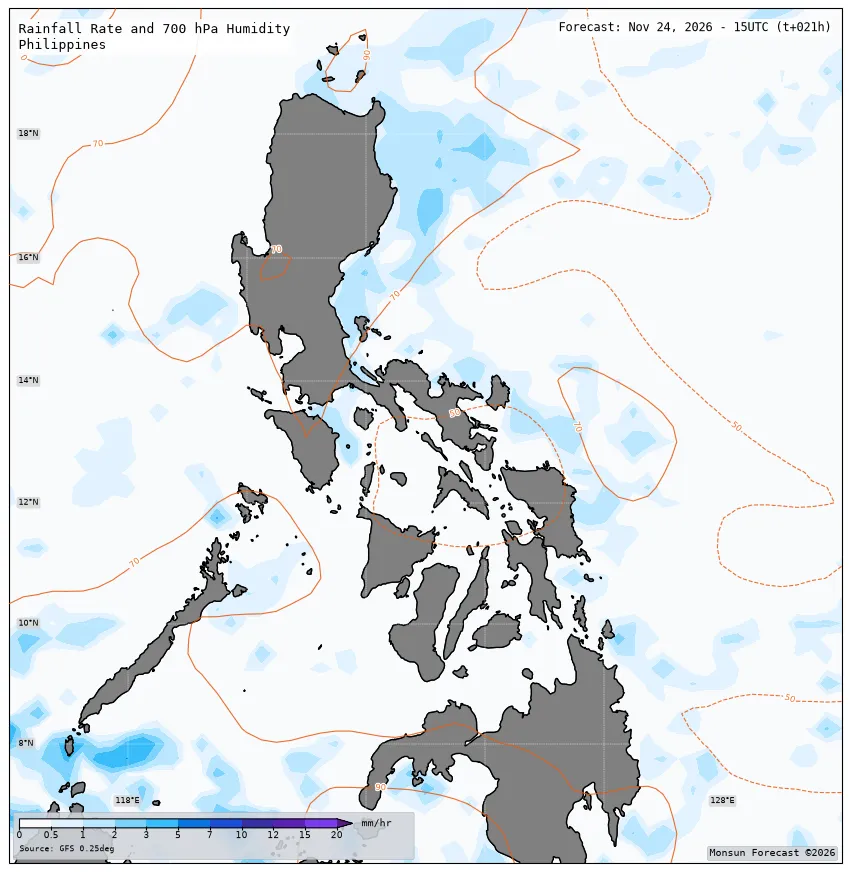 Rainfall Rate and 700 hPa Humidity
Philippines
Forecast: Nov 24, 2026 - 15UTC (t+021h)
90
70
18°N
70
16°N
70
14°N
50
70
50
12°N
70
10°N
50
8°N
90
118°E
128°E
0 0.5 1 2 3 5 7 10 12 15 20 mm/hr
Source: GFS 0.25deg
Monsun Forecast ©2026